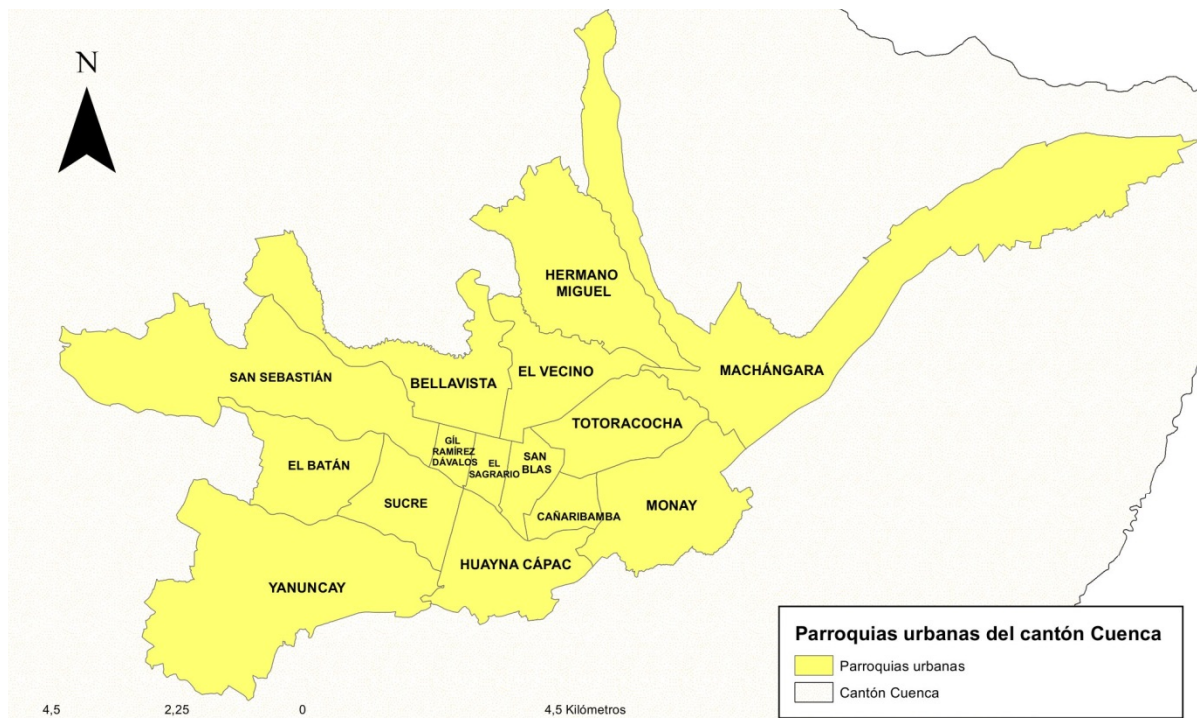 N
HERMANO
MIGUEL
SAN SEBASTIÁN
BELLAVISTA
EL VECINO
MACHÁNGARA
TOTORACOCHA
GÍL
RAMÍREZ
DÁVALOS
EL
SAGRARIO
SAN
BLAS
EL BATÁN
SUCRE
CAÑARIBAMBA
MONAY
HUAYNA CÁPAC
YANUNCAY
Parroquias urbanas del cantón Cuenca
Parroquias urbanas
Cantón Cuenca
4,5 2,25 0 4,5 Kilómetros